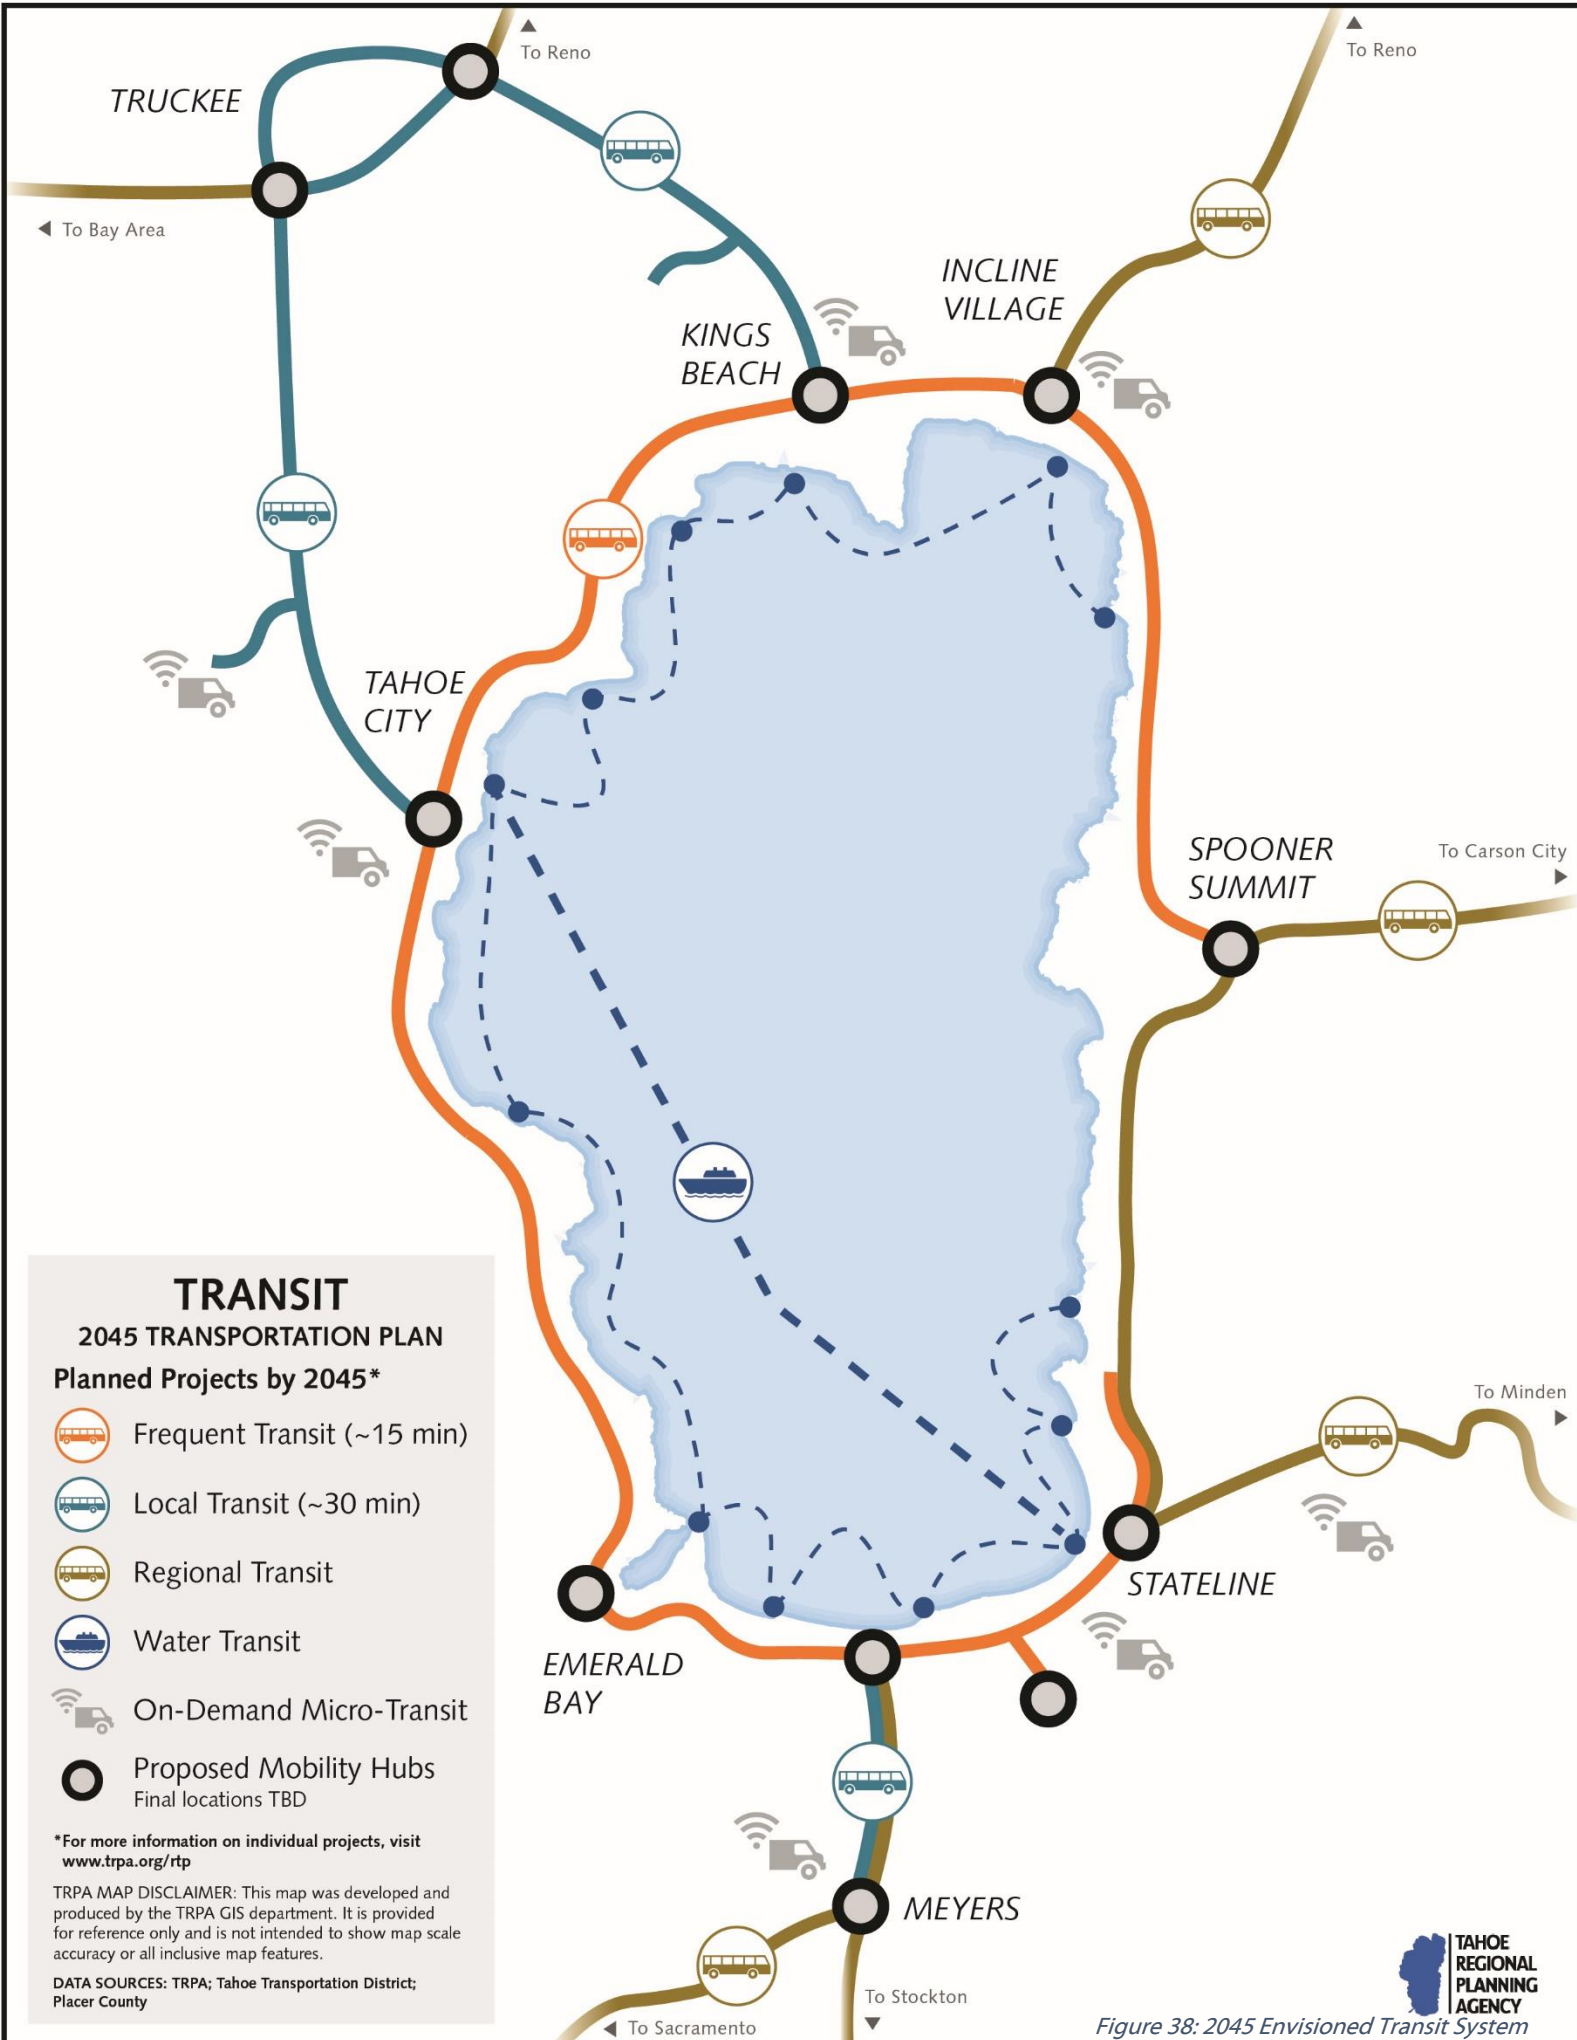 To Reno
To Reno
TRUCKEE
To Bay Area
INCLINE
VILLAGE
KINGS
BEACH
TAHOE
CITY
SPOONER
SUMMIT
To Carson City
To Minden
STATELINE
EMERALD
BAY
MEYERS
To Stockton
To Sacramento
TRANSIT
2045 TRANSPORTATION PLAN
Planned Projects by 2045*
Frequent Transit (~15 min)
Local Transit (~30 min)
Regional Transit
Water Transit
On-Demand Micro-Transit
Proposed Mobility Hubs
Final locations TBD
*For more information on individual projects, visit
www.trpa.org/rtp
TRPA MAP DISCLAIMER: This map was developed and
produced by the TRPA GIS department. It is provided
for reference only and is not intended to show map scale
accuracy or all inclusive map features.
DATA SOURCES: TRPA; Tahoe Transportation District;
Placer County
TAHOE
REGIONAL
PLANNING
AGENCY
Figure 38: 2045 Envisioned Transit System